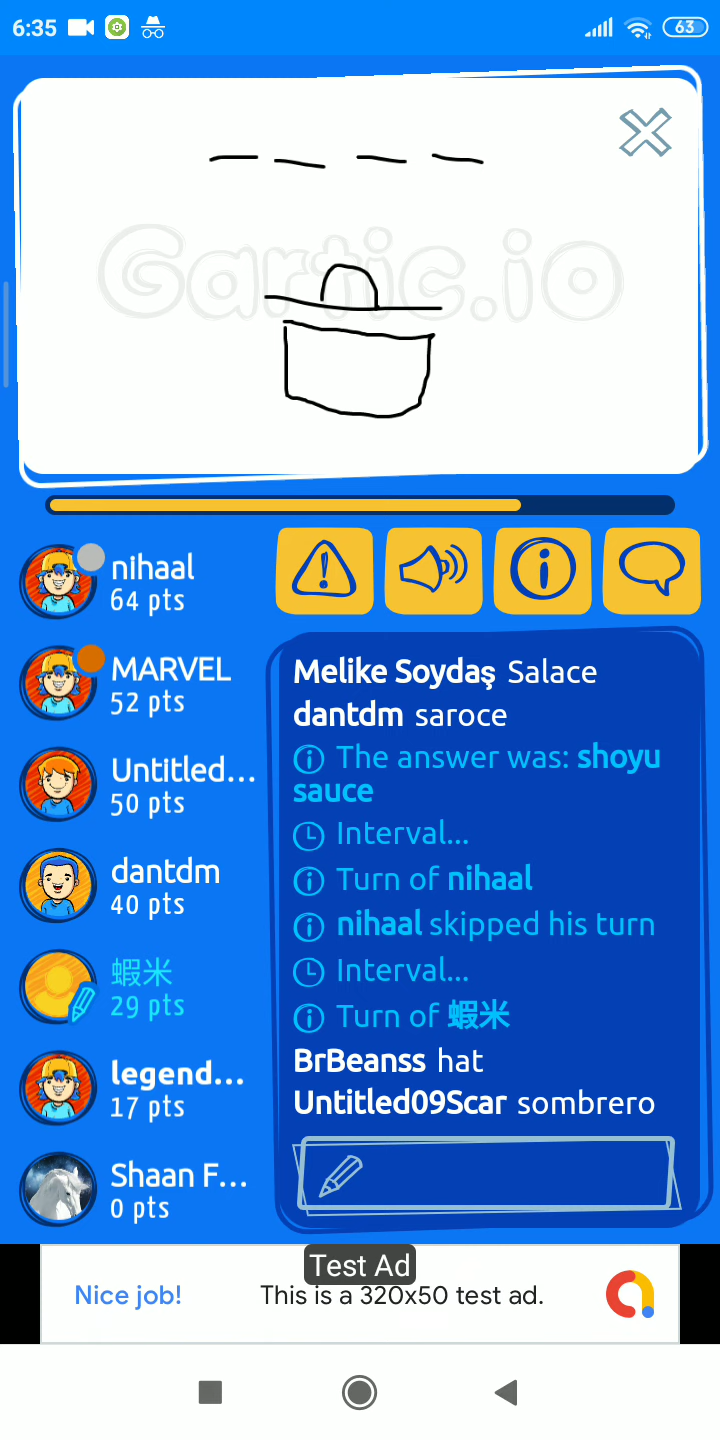 6:35
63
Gartic.io
nihaal
64 pts
MARVEL
52 pts
Untitled...
50 pts
dantdm
40 pts
蝦米
29 pts
legend...
17 pts
Shaan F...
0 pts
Melike Soydaş Salace
dantdm saroce
The answer was: shoyu
sauce
Interval...
Turn of nihaal
nihaal skipped his turn
Interval...
Turn of 蝦米
BrBeanss hat
Untitled09Scar sombrero
Test Ad
Nice job!
This is a 320x50 test ad.